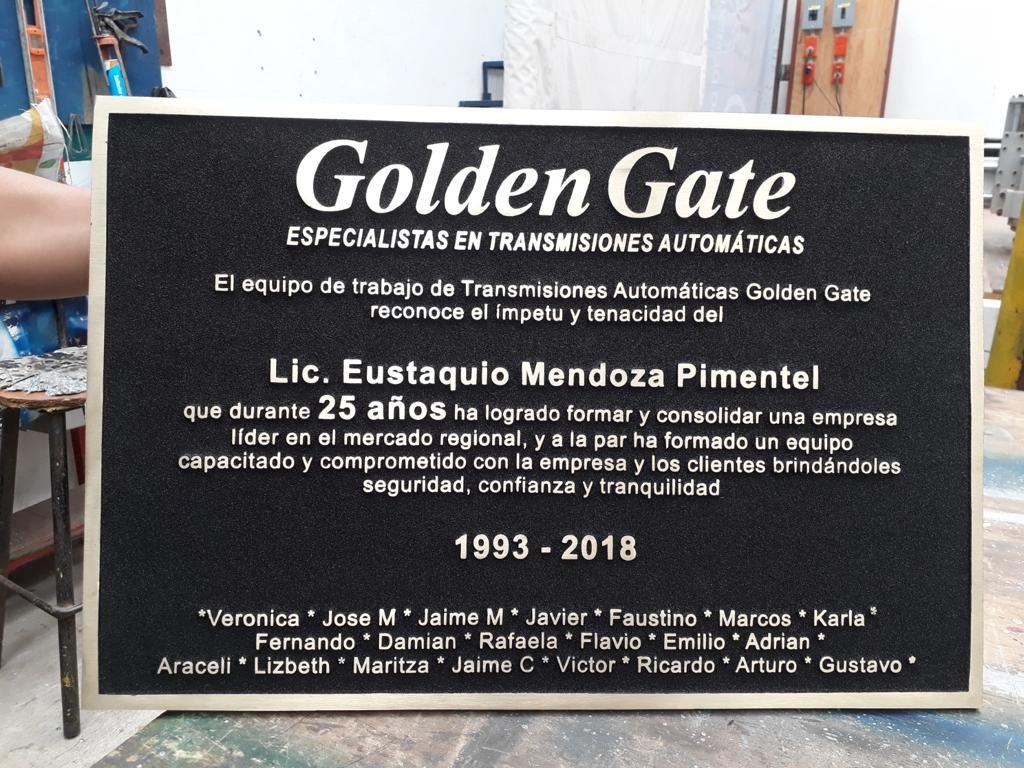 Golden Gate
ESPECIALISTAS EN TRANSMISIONES AUTOMÁTICAS
El equipo de trabajo de Transmisiones Automáticas Golden Gate
reconoce el ímpetu y tenacidad del
Lic. Eustaquio Mendoza Pimentel
que durante 25 años ha logrado formar y consolidar una empresa
líder en el mercado regional, y a la par ha formado un equipo
capacitado y comprometido con la empresa y los clientes brindándoles
seguridad, confianza y tranquilidad
1993 - 2018
*Veronica * Jose M * Jaime M * Javier * Faustino * Marcos * Karla *
Fernando * Damian * Rafaela * Flavio * Emilio * Adrian *
Araceli * Lizbeth * Maritza * Jaime C * Victor * Ricardo * Arturo * Gustavo *